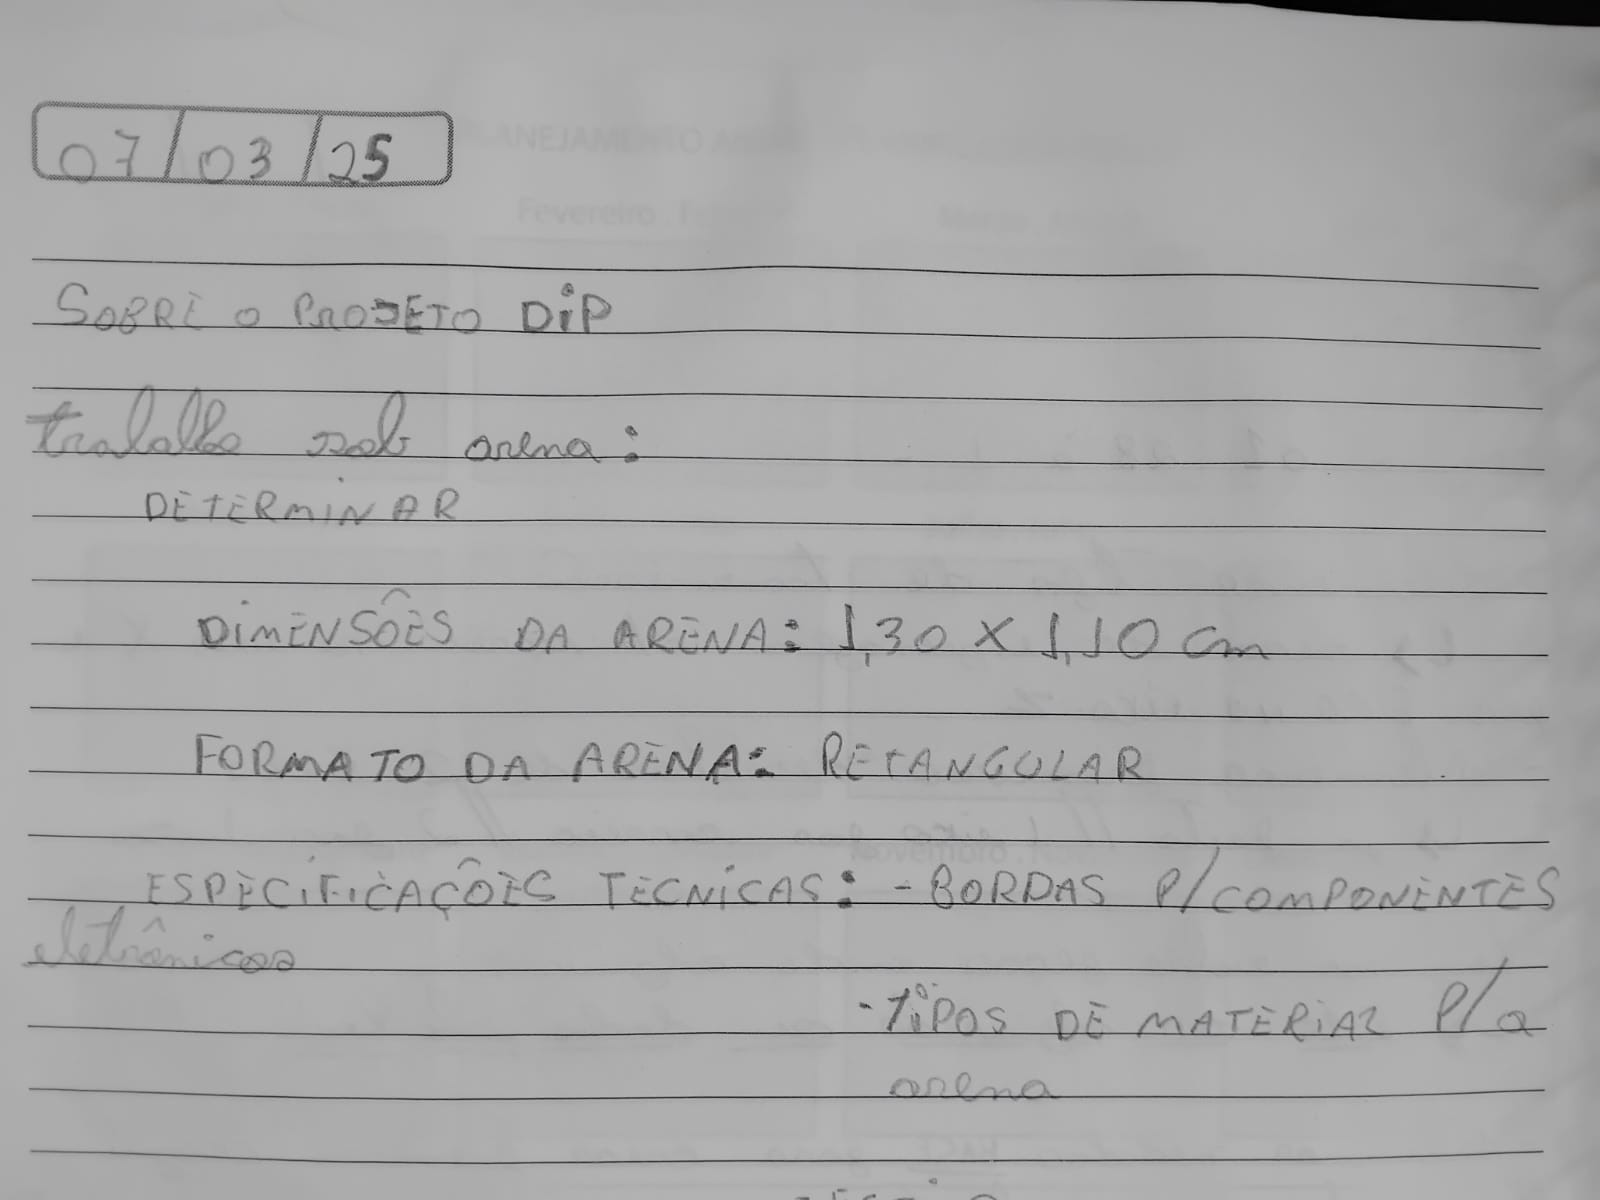 07/03/25
SOBRE O PROJETO DIP
trabalho sob arena:
DETERMINAR
DIMENSÕES DA ARENA: 1,30 X 1,10 cm
FORMATO DA ARENA: RETANGULAR
ESPECIFICAÇÕES TECNICAS: - BORDAS P/COMPONENTES
eletrônicos
- TIPOS DE MATERIAL P/a
arena